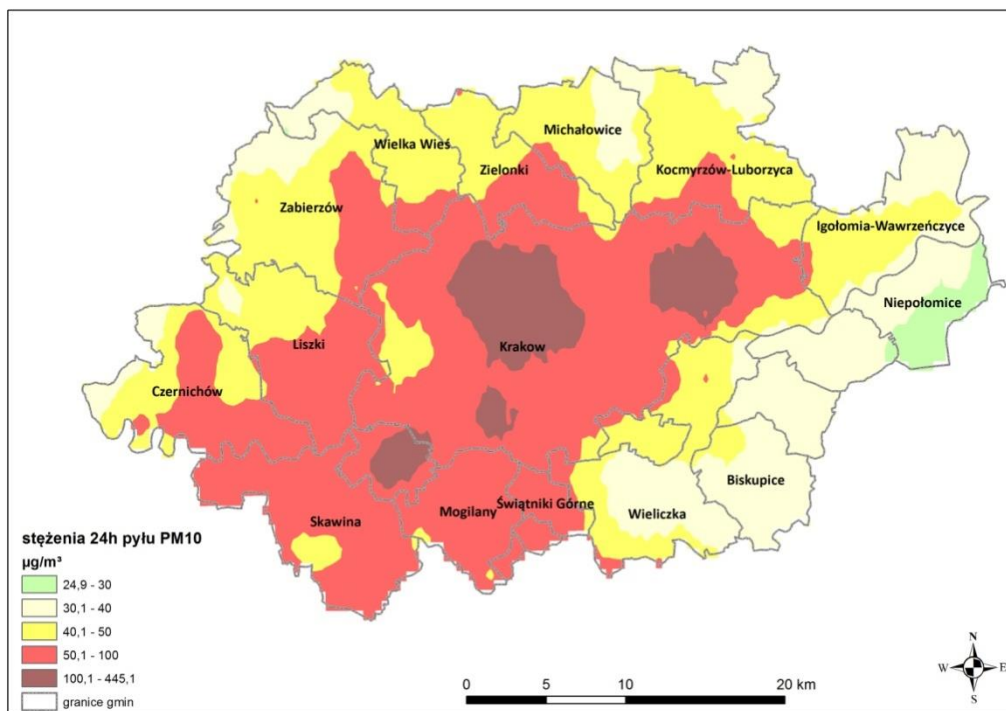 Michałowice
Wielka Wieś
Zielonki
Kocmyrzów-Luborzyca
Zabierzów
Igołomia-Wawrzeńczyce
Niepołomice
Liszki
Krakow
Czernichów
Biskupice
Świątniki Górne
Mogilany
Wieliczka
Skawina
stężenia 24h pyłu PM10
µg/m³
24,9 - 30
30,1 - 40
40,1 - 50
50,1 - 100
100,1 - 445,1
granice gmin
0 5 10 20 km
N
W E
S